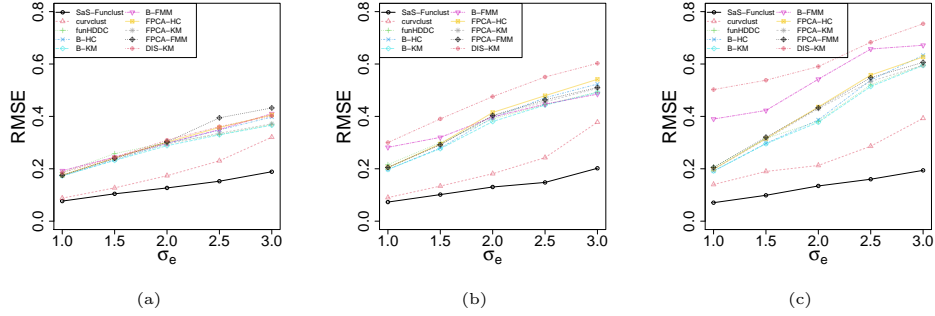 SaS−Funclust
curvclust
funHDDC
B−HC
B−KM
B−FMM
FPCA−HC
FPCA−KM
FPCA−FMM
DIS−KM
RMSE
0.8
0.6
0.4
0.2
0.0
1.0 1.5 2.0 2.5 3.0
σe
(a)
SaS−Funclust
curvclust
funHDDC
B−HC
B−KM
B−FMM
FPCA−HC
FPCA−KM
FPCA−FMM
DIS−KM
RMSE
0.8
0.6
0.4
0.2
0.0
1.0 1.5 2.0 2.5 3.0
σe
(b)
SaS−Funclust
curvclust
funHDDC
B−HC
B−KM
B−FMM
FPCA−HC
FPCA−KM
FPCA−FMM
DIS−KM
RMSE
0.8
0.6
0.4
0.2
0.0
1.0 1.5 2.0 2.5 3.0
σe
(c)